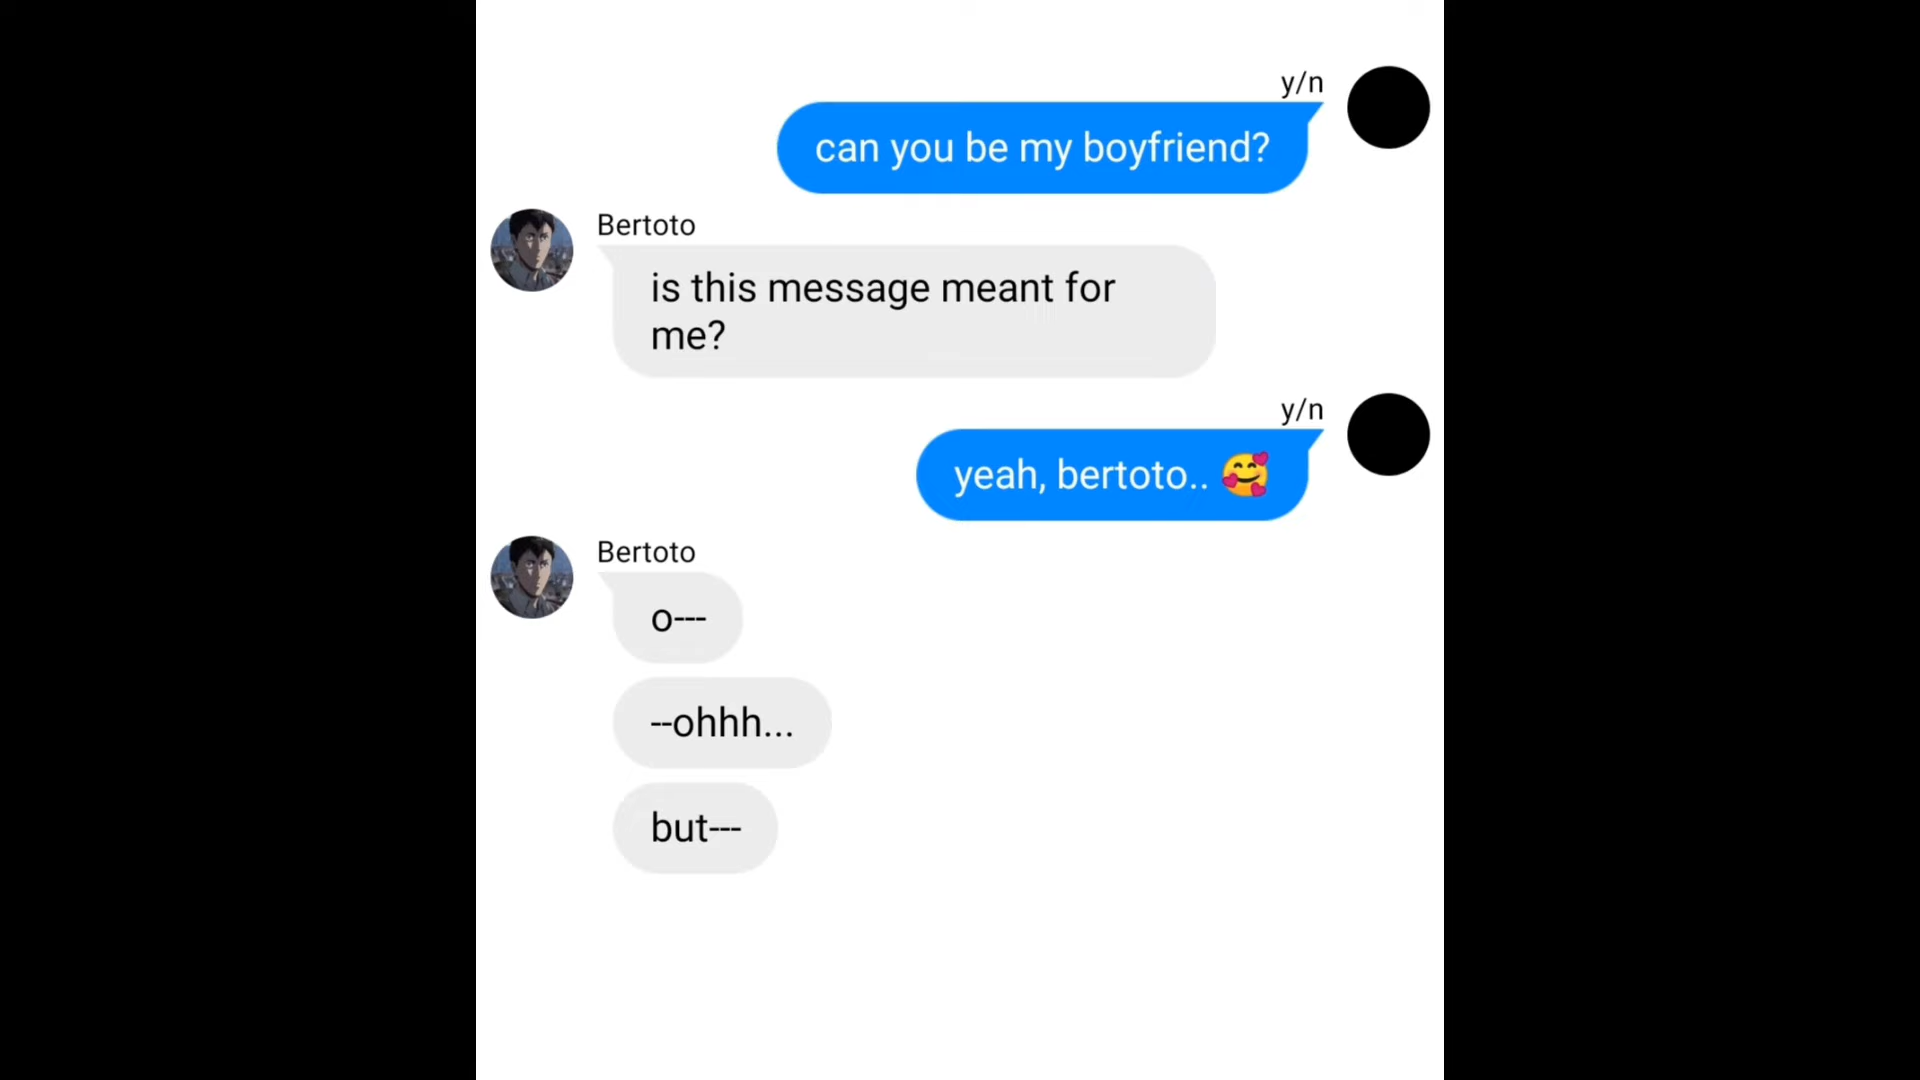 y/n
can you be my boyfriend?
Bertoto
is this message meant for
me?
y/n
yeah, bertoto.. 🥰
Bertoto
o---
--ohhh...
but---